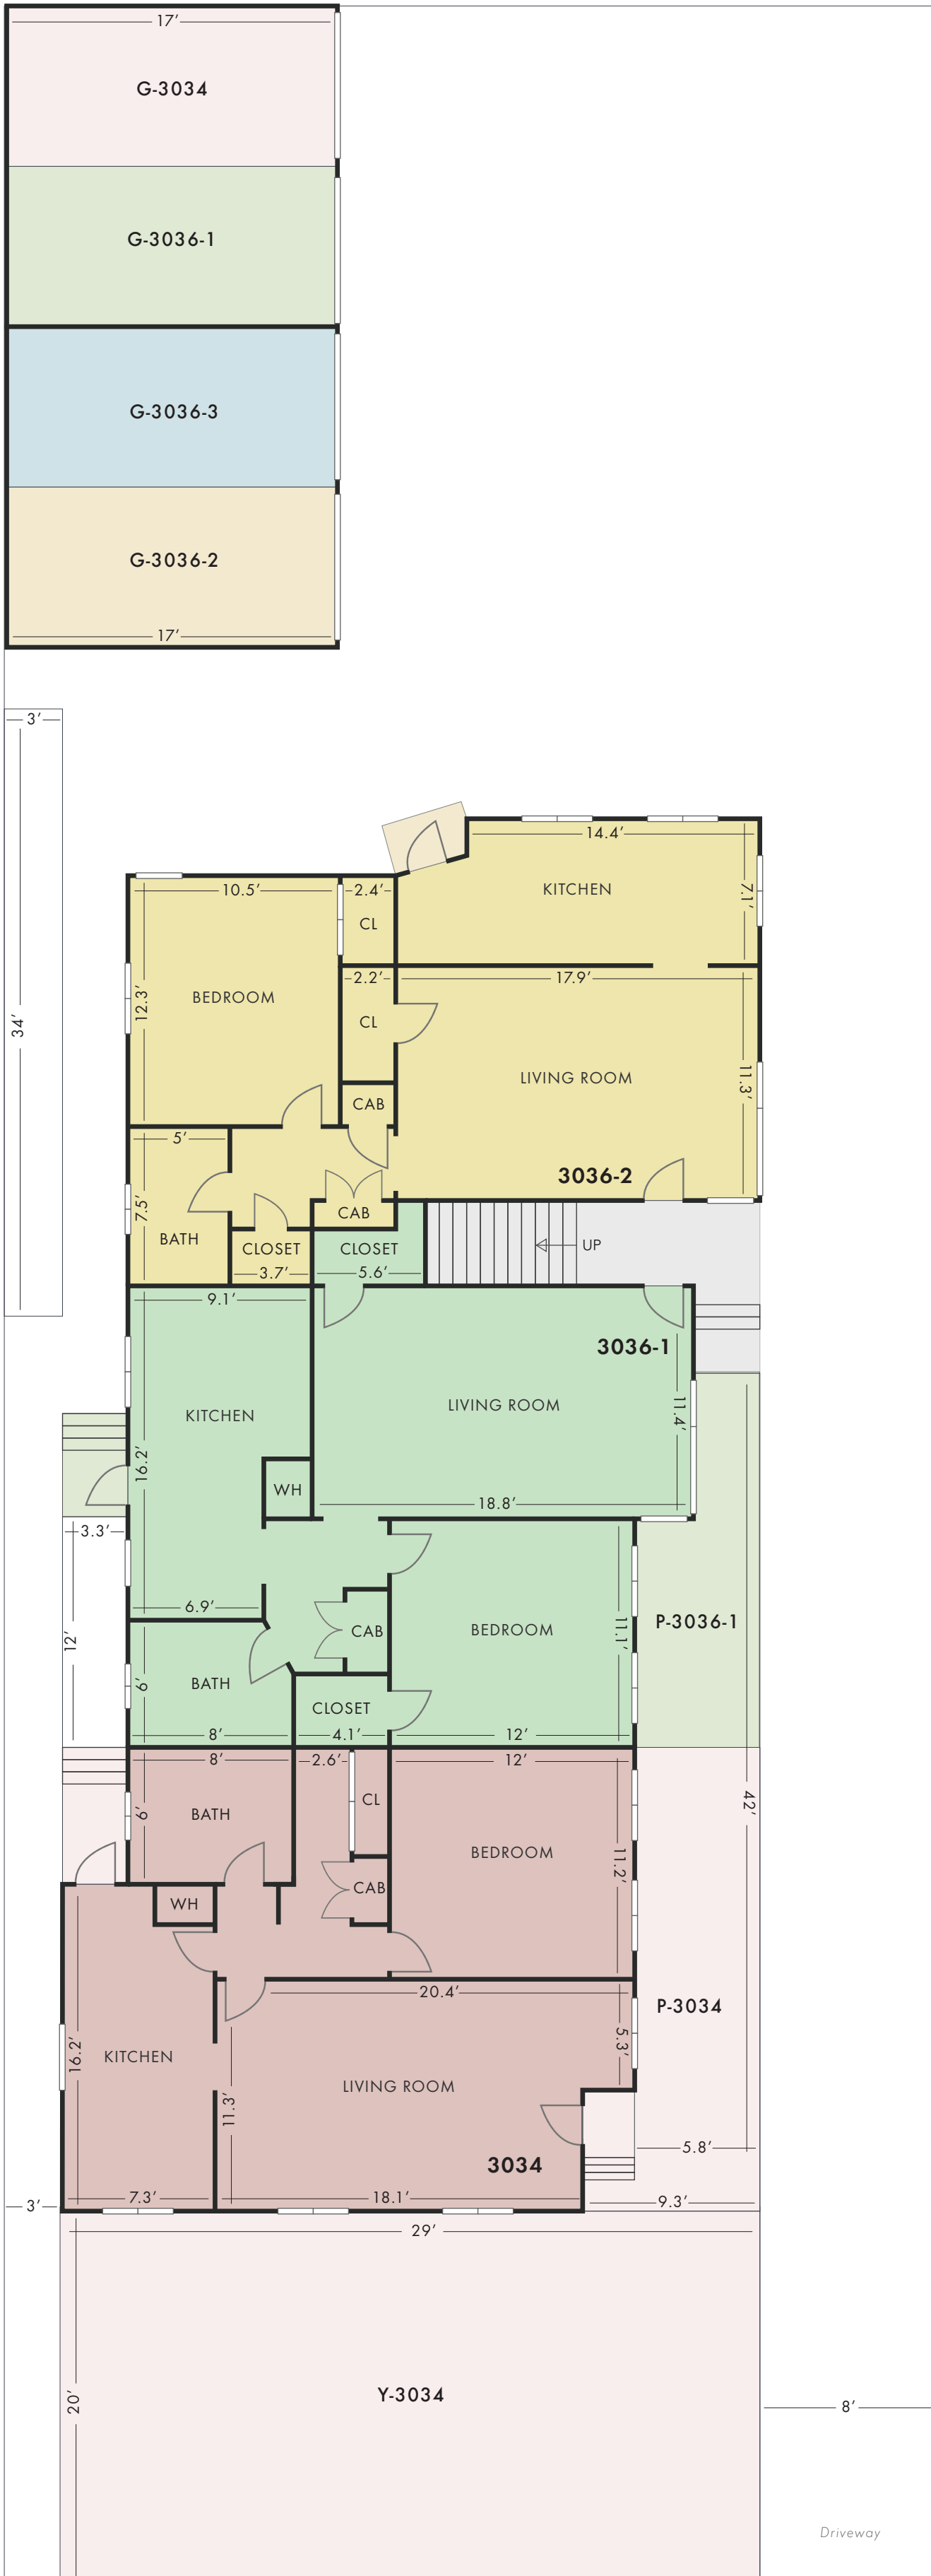 17’
G-3034
G-3036-1
G-3036-3
G-3036-2
17’
3’
34’
14.4’
KITCHEN
7.1’
10.5’
2.4’
CL
BEDROOM
12.3’
2.2’
CL
17.9’
LIVING ROOM
11.3’
CAB
5’
7.5’
BATH
3036-2
CAB
CLOSET
3.7’
CLOSET
5.6’
UP
9.1’
3036-1
KITCHEN
16.2’
LIVING ROOM
11.4’
WH
18.8’
3.3’
12’
6.9’
CAB
BEDROOM
11.1’
P-3036-1
BATH
6’
8’
CLOSET
4.1’
12’
8’
2.6’
12’
BATH
6’
CL
42’
BEDROOM
11.2’
CAB
WH
20.4’
P-3034
5.3’
KITCHEN
16.2’
LIVING ROOM
11.3’
5.8’
3034
7.3’
18.1’
9.3’
3’
29’
Y-3034
20’
8’
Driveway